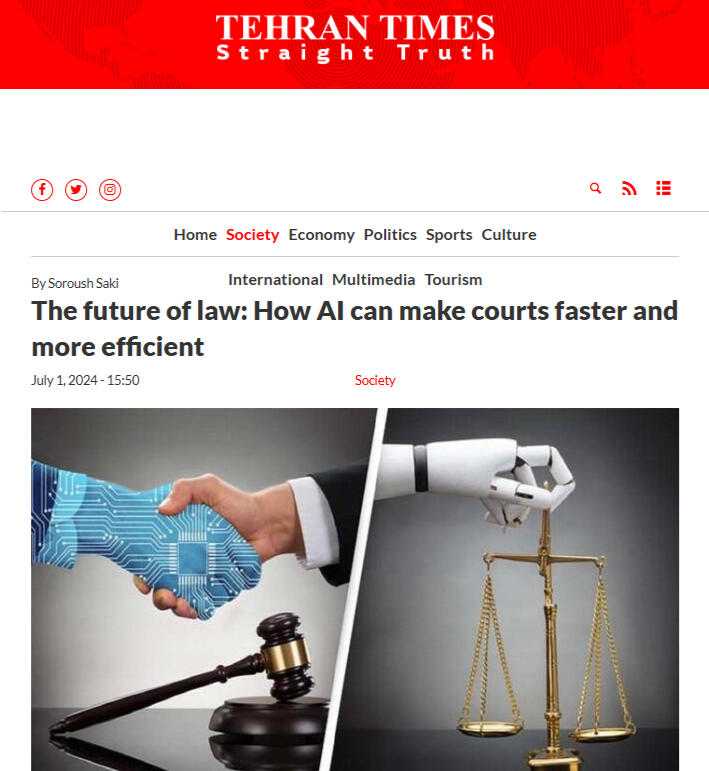 TEHRAN TIMES
Straight Truth
Home Society Economy Politics Sports Culture
International Multimedia Tourism
By Soroush Saki
The future of law: How AI can make courts faster and
more efficient
July 1, 2024 - 15:50
Society